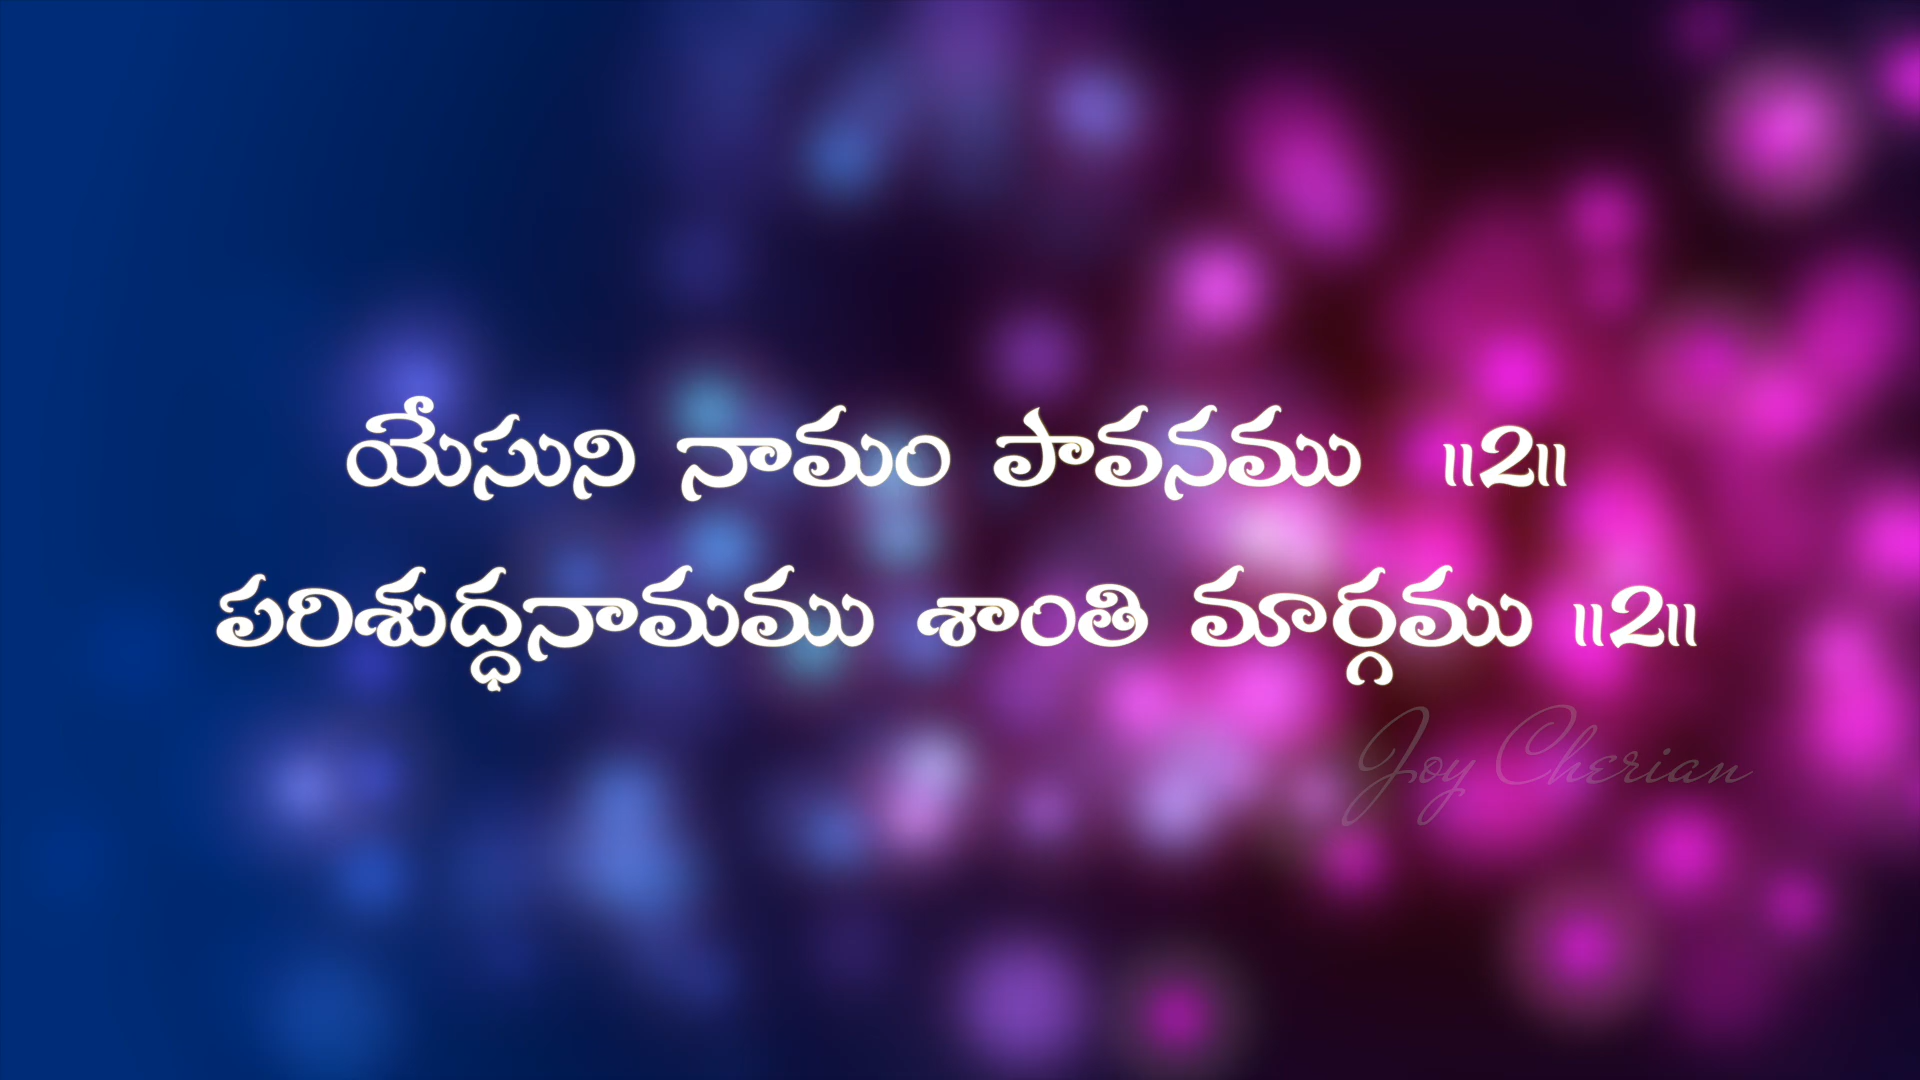 యేసుని నామం పావనము ॥2॥
పరిశుద్ధనామము శాంతి మార్గము ॥2॥
Joy Cherian